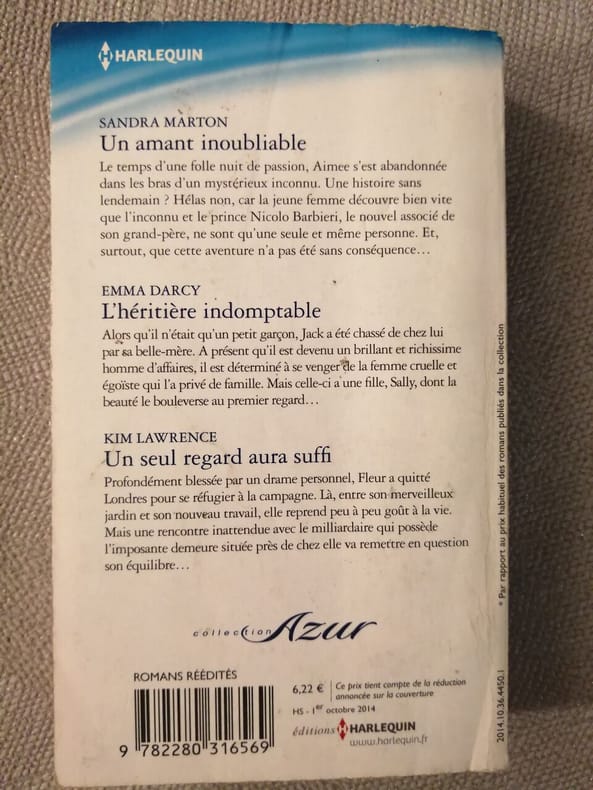 HARLEQUIN
SANDRA MARTON
Un amant inoubliable
Le temps d'une folle nuit de passion, Aimee s'est abandonnée
dans les bras d'un mystérieux inconnu. Une histoire sans
lendemain ? Hélas non, car la jeune femme découvre bien vite
que l'inconnu et le prince Nicolo Barbieri, le nouvel associé de
son grand-père, ne sont qu'une seule et même personne. Et,
surtout, que cette aventure n'a pas été sans conséquence...
EMMA DARCY
L'héritière indomptable
Alors qu'il n'était qu'un petit garçon, Jack a été chassé de chez lui
par sa belle-mère. A présent qu'il est devenu un brillant et richissime
homme d'affaires, il est déterminé à se venger de la femme cruelle et
égoïste qui l'a privé de famille. Mais celle-ci a une fille, Sally, dont la
beauté le bouleverse au premier regard...
KIM LAWRENCE
Un seul regard aura suffi
Profondément blessée par un drame personnel, Fleur a quitté
Londres pour se réfugier à la campagne. Là, entre son merveilleux
jardin et son nouveau travail, elle reprend peu à peu goût à la vie.
Mais une rencontre inattendue avec le milliardaire qui possède
l'imposante demeure située près de chez elle va remettre en question
son équilibre...
collection Azur
ROMANS RÉÉDITÉS
9 782280 316569
6,22 €
Ce prix tient compte de la réduction
annoncée sur la couverture
HS - 1er octobre 2014
éditions HARLEQUIN
www.harlequin.fr
* Par rapport au prix habituel des romans publiés dans la collection
2014.10.36.4450.1